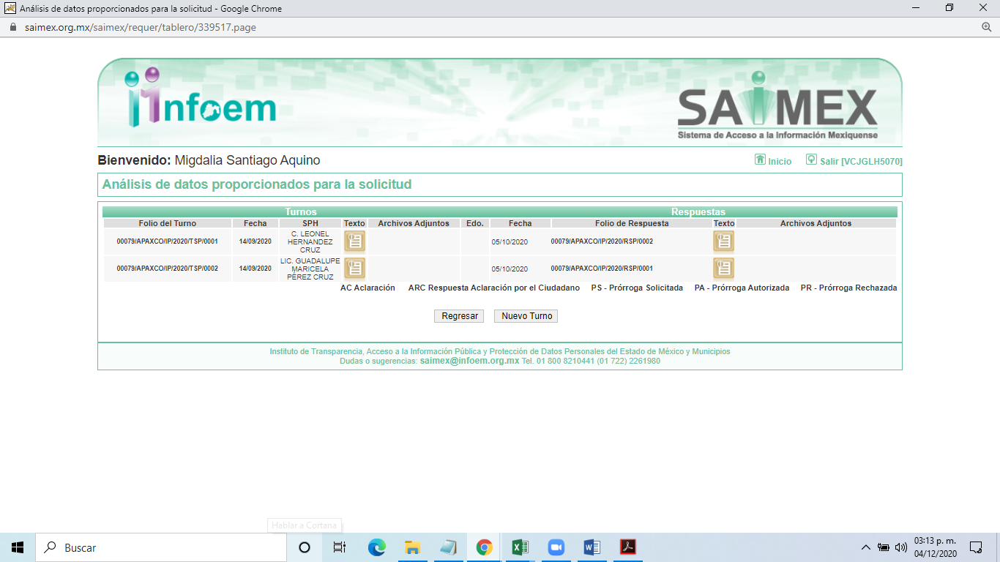 Análisis de datos proporcionados para la solicitud - Google Chrome
saimex.org.mx/saimex/requer/tablero/339517.page
infoem
SAIMEX
Sistema de Acceso a la Información Mexiquense
Bienvenido: Migdalia Santiago Aquino
Inicio Salir [VCJGLH5070]
Análisis de datos proporcionados para la solicitud
Turnos Respuestas
Folio del Turno Fecha SPH Texto Archivos Adjuntos Edo. Fecha Folio de Respuesta Texto Archivos Adjuntos
00079/APAXCO/IP/2020/TSP/0001 14/09/2020 C. LEONEL HERNANDEZ CRUZ 05/10/2020 00079/APAXCO/IP/2020/RSP/0002
00079/APAXCO/IP/2020/TSP/0002 14/09/2020 LIC. GUADALUPE MARICELA PÉREZ CRUZ 05/10/2020 00079/APAXCO/IP/2020/RSP/0001
AC Aclaración ARC Respuesta Aclaración por el Ciudadano PS - Prórroga Solicitada PA - Prórroga Autorizada PR - Prórroga Rechazada
Regresar Nuevo Turno
Instituto de Transparencia, Acceso a la Información Pública y Protección de Datos Personales del Estado de México y Municipios
Dudas o sugerencias: saimex@infoem.org.mx Tel. 01 800 8210441 (01 722) 2261980
Hablar a Cortana
Buscar
03:13 p. m.
04/12/2020